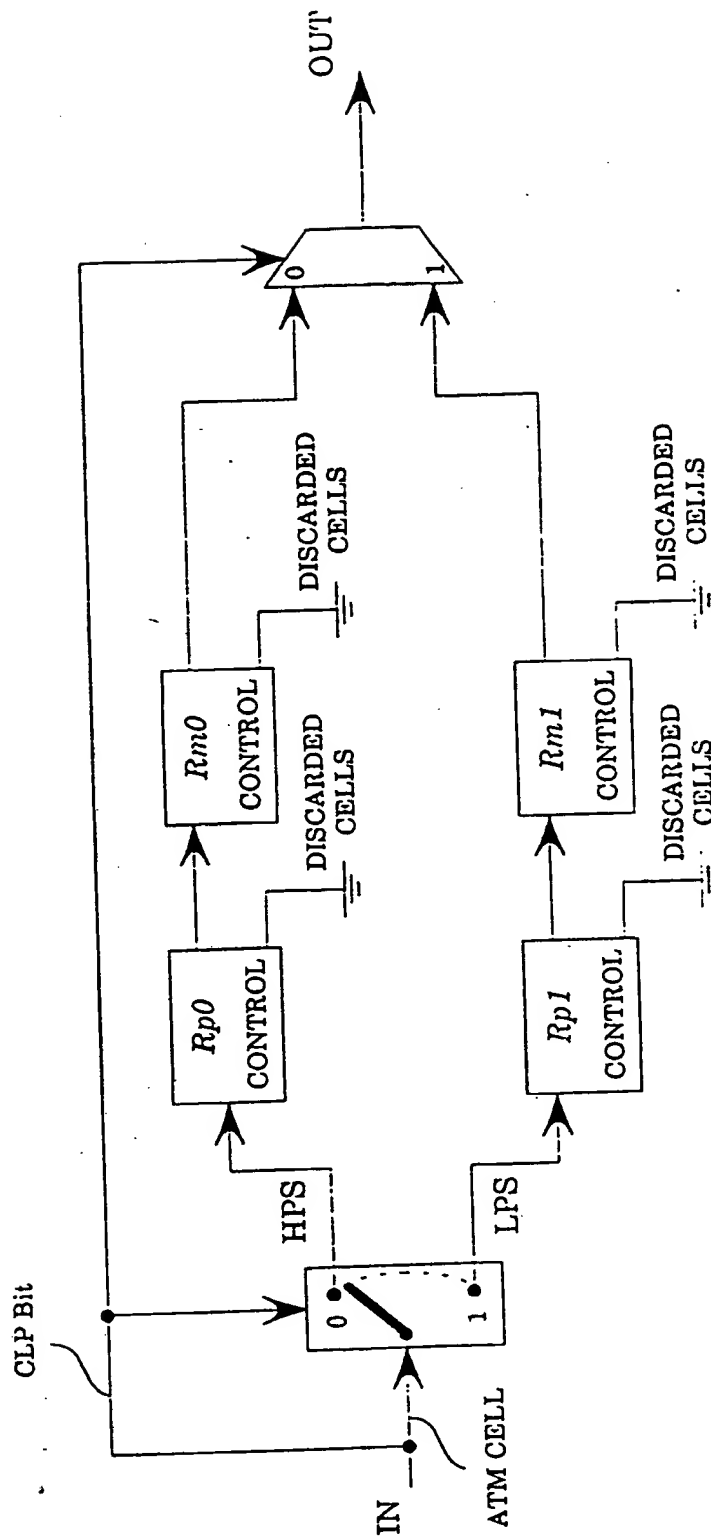 CLP Bit
IN
ATM CELL
0
1
HPS
LPS
Rp0
CONTROL
DISCARDED
CELLS
Rm0
CONTROL
DISCARDED
CELLS
Rp1
CONTROL
DISCARDED
CELLS
Rm1
CONTROL
DISCARDED
CELLS
0
1
OUT